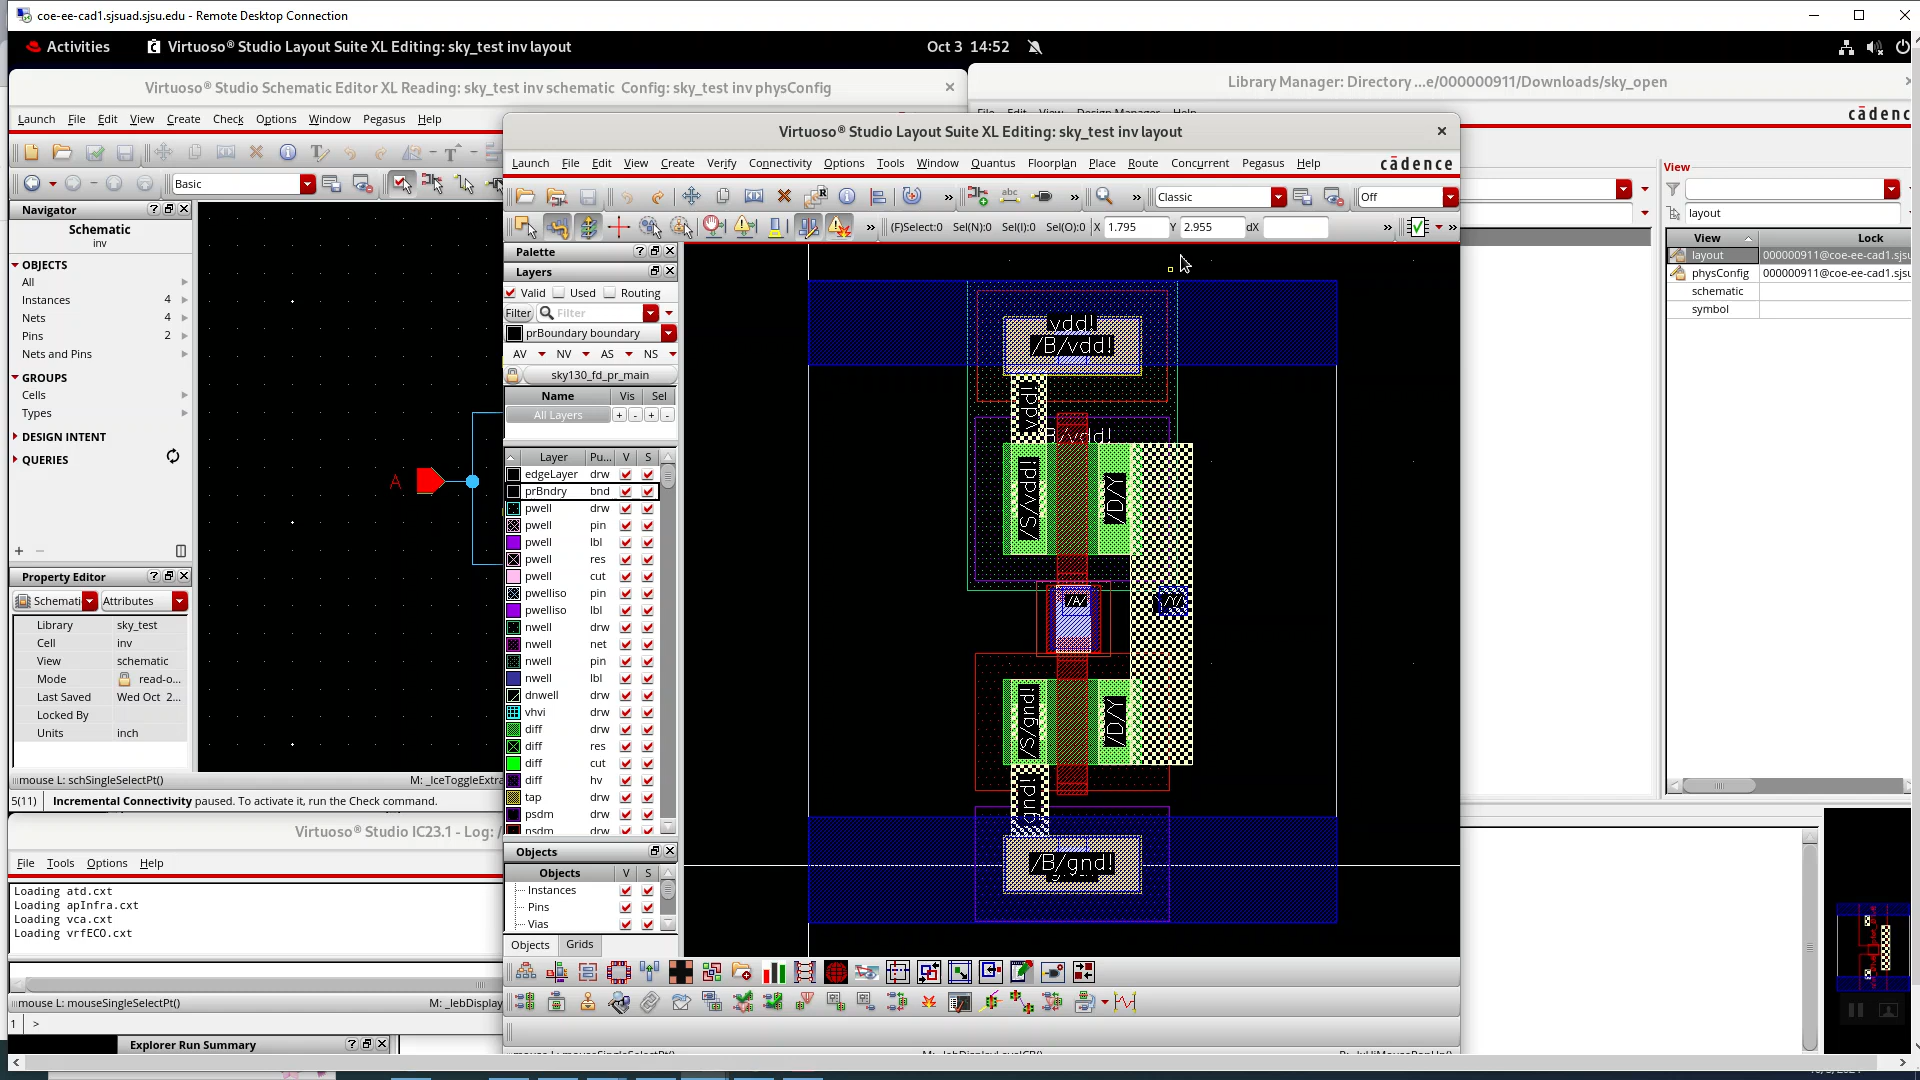 coe-ee-cad1.sjsuad.sjsu.edu - Remote Desktop Connection
Activities
Virtuoso® Studio Layout Suite XL Editing: sky_test inv layout
Oct 3 14:52
Virtuoso® Studio Schematic Editor XL Reading: sky_test inv schematic Config: sky_test inv physConfig
Library Manager: Directory ...e/000000911/Downloads/sky_open
Launch File Edit View Create Check Options Window Pegasus Help
File Edit View Design Manager Help
cādenc
Basic
Navigator
Schematic
inv
OBJECTS
All
Instances 4
Nets 4
Pins 2
Nets and Pins
GROUPS
Cells
Types
DESIGN INTENT
QUERIES
Property Editor
Schemati Attributes
Library sky_test
Cell inv
View schematic
Mode read-o...
Last Saved Wed Oct 2...
Locked By
Units inch
A
mouse L: schSingleSelectPt() M: _IceToggleExtra
5(11) Incremental Connectivity paused. To activate it, run the Check command.
Virtuoso® Studio IC23.1 - Log: /
File Tools Options Help
Loading atd.cxt
Loading apInfra.cxt
Loading vca.cxt
Loading vrfECO.cxt
mouse L: mouseSingleSelectPt() M: _lebDisplay
1 >
Explorer Run Summary
Virtuoso® Studio Layout Suite XL Editing: sky_test inv layout
Launch File Edit View Create Verify Connectivity Options Tools Window Quantus Floorplan Place Route Concurrent Pegasus Help
cādence
Classic
Off
(F)Select:0 Sel(N):0 Sel(I):0 Sel(O):0 X 1.795 Y 2.955 dX
Palette
Layers
Valid Used Routing
Filter Filter
prBoundary boundary
AV NV AS NS
sky130_fd_pr_main
Name Vis Sel
All Layers + - + -
Layer Pu... V S
edgeLayer drw
prBndry bnd
pwell drw
pwell pin
pwell lbl
pwell res
pwell cut
pwelliso pin
pwelliso lbl
nwell drw
nwell net
nwell pin
nwell lbl
dnwell drw
vhvi drw
diff drw
diff res
diff cut
diff hv
tap drw
psdm drw
nsdm drw
Objects
Objects V S
Instances
Pins
Vias
Objects Grids
vdd!
/B/vdd!
B/vdd!
/S/vdd!
/D/Y
/A/
/Y/
/S/gnd!
/D/Y
/B/gnd!
View
layout
View Lock
layout 000000911@coe-ee-cad1.sjsu
physConfig 000000911@coe-ee-cad1.sjsu
schematic
symbol